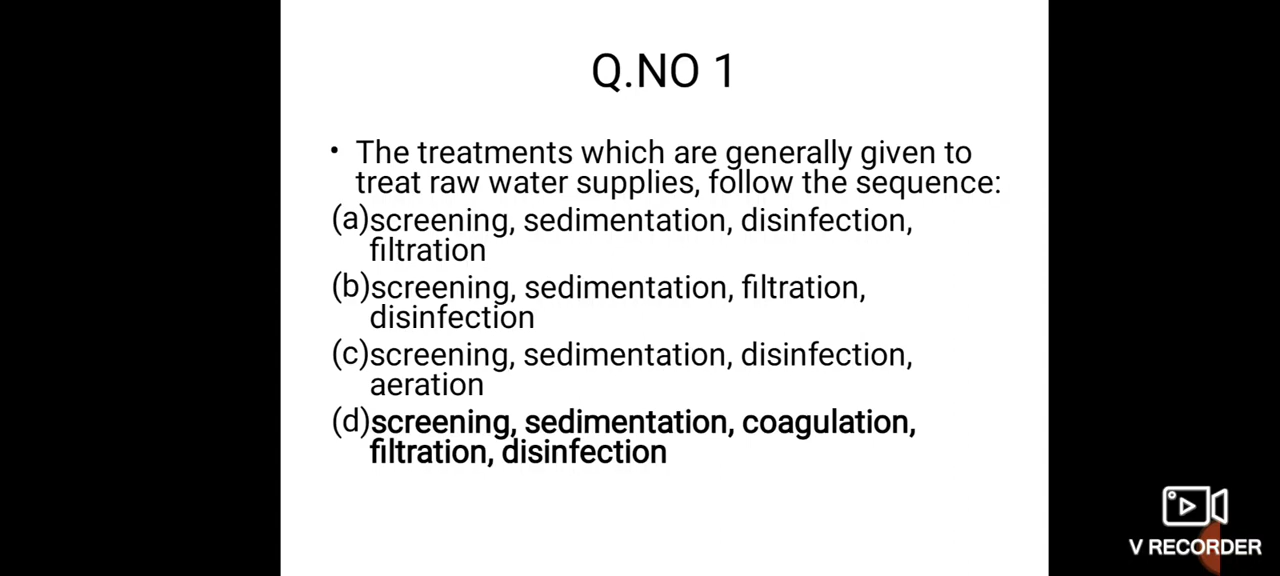 Q.NO 1
• The treatments which are generally given to
treat raw water supplies, follow the sequence:
(a)screening, sedimentation, disinfection,
filtration
(b)screening, sedimentation, filtration,
disinfection
(c)screening, sedimentation, disinfection,
aeration
(d)screening, sedimentation, coagulation,
filtration, disinfection
V RECORDER